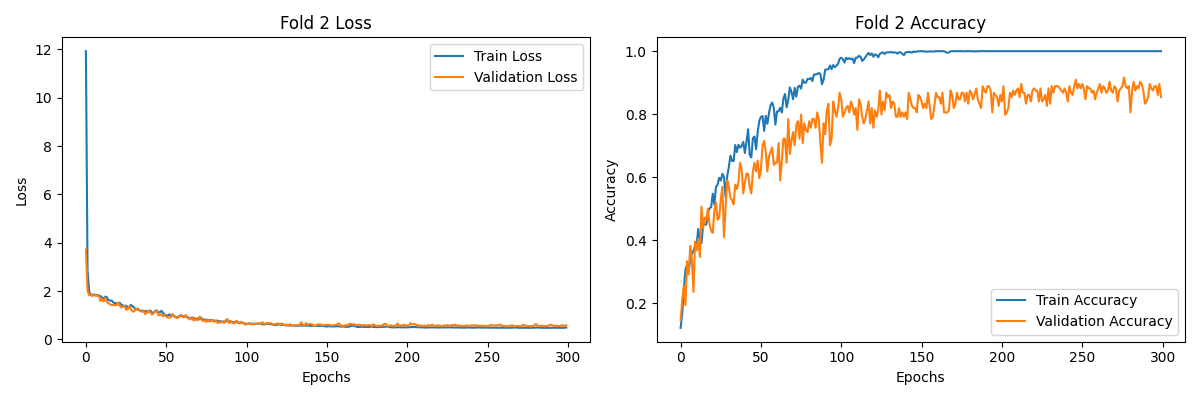 Fold 2 Loss
12
10
8
6
4
2
0
Loss
0 50 100 150 200 250 300
Epochs
Train Loss
Validation Loss
Fold 2 Accuracy
1.0
0.8
0.6
0.4
0.2
Accuracy
0 50 100 150 200 250 300
Epochs
Train Accuracy
Validation Accuracy